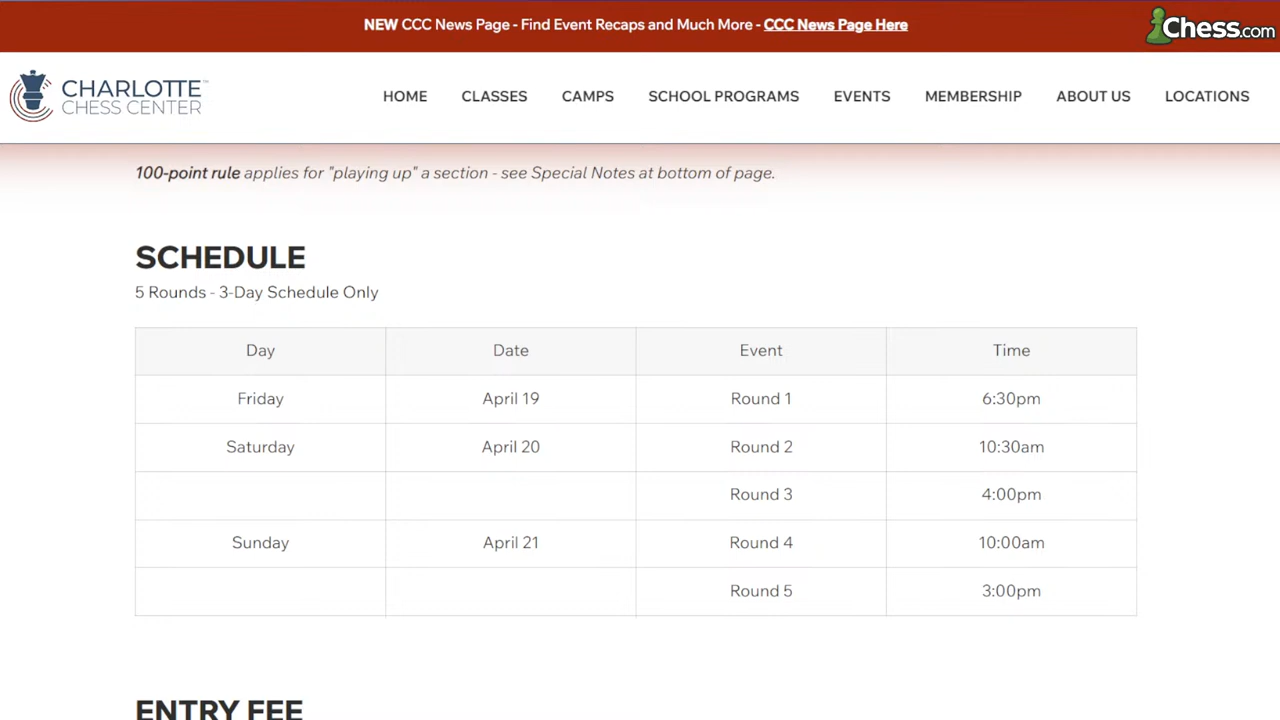 NEW CCC News Page - Find Event Recaps and Much More - CCC News Page Here
Chess.com
CHARLOTTE™
CHESS CENTER
HOME CLASSES CAMPS SCHOOL PROGRAMS EVENTS MEMBERSHIP ABOUT US LOCATIONS
100-point rule applies for "playing up" a section - see Special Notes at bottom of page.
SCHEDULE
5 Rounds - 3-Day Schedule Only
Day Date Event Time
Friday April 19 Round 1 6:30pm
Saturday April 20 Round 2 10:30am
Round 3 4:00pm
Sunday April 21 Round 4 10:00am
Round 5 3:00pm
ENTRY FEE